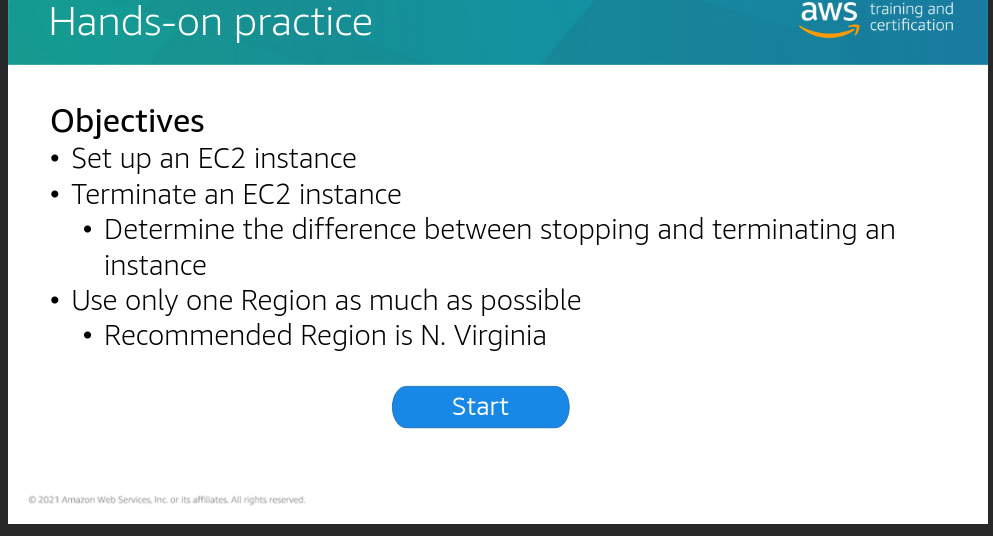 Hands-on practice
aws training and
certification
Objectives
• Set up an EC2 instance
• Terminate an EC2 instance
• Determine the difference between stopping and terminating an
instance
• Use only one Region as much as possible
• Recommended Region is N. Virginia
Start
© 2021 Amazon Web Services, Inc. or its affiliates. All rights reserved.